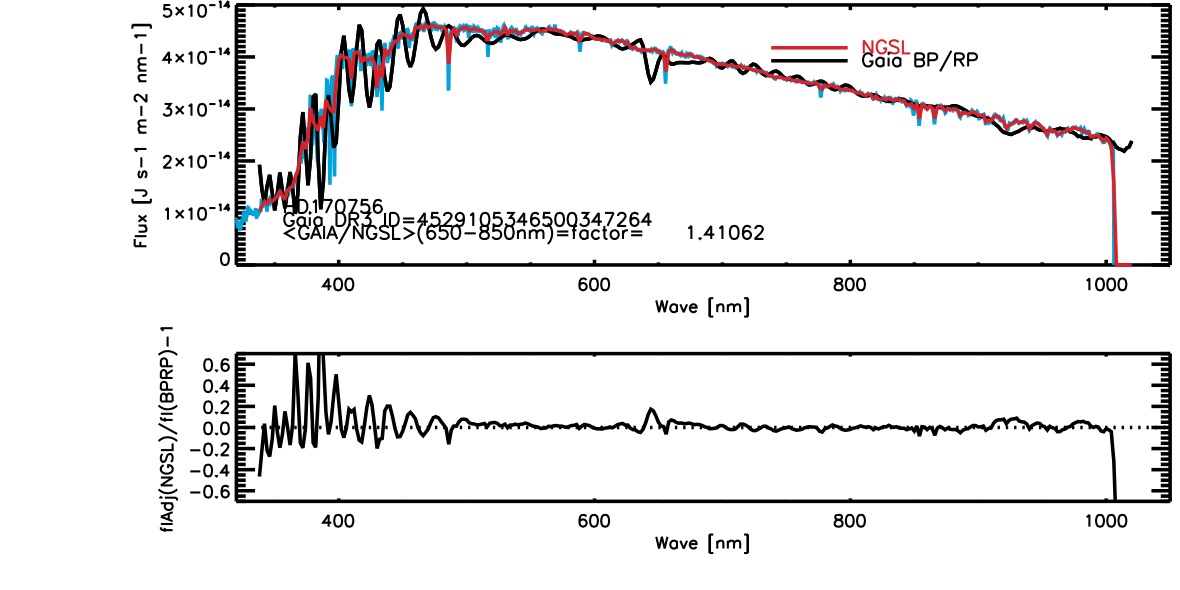 5×10−14
4×10−14
3×10−14
2×10−14
1×10−14
0
Flux [J s−1 m−2 nm−1]
NGSL
Gaia BP/RP
HD170756
Gaia DR3 ID=4529105346500347264
<GAIA/NGSL>(650−850nm)=factor= 1.41062
400 600 800 1000
Wave [nm]
flAdj(NGSL)/fl(BPRP)−1
0.6
0.4
0.2
0.0
−0.2
−0.4
−0.6
400 600 800 1000
Wave [nm]